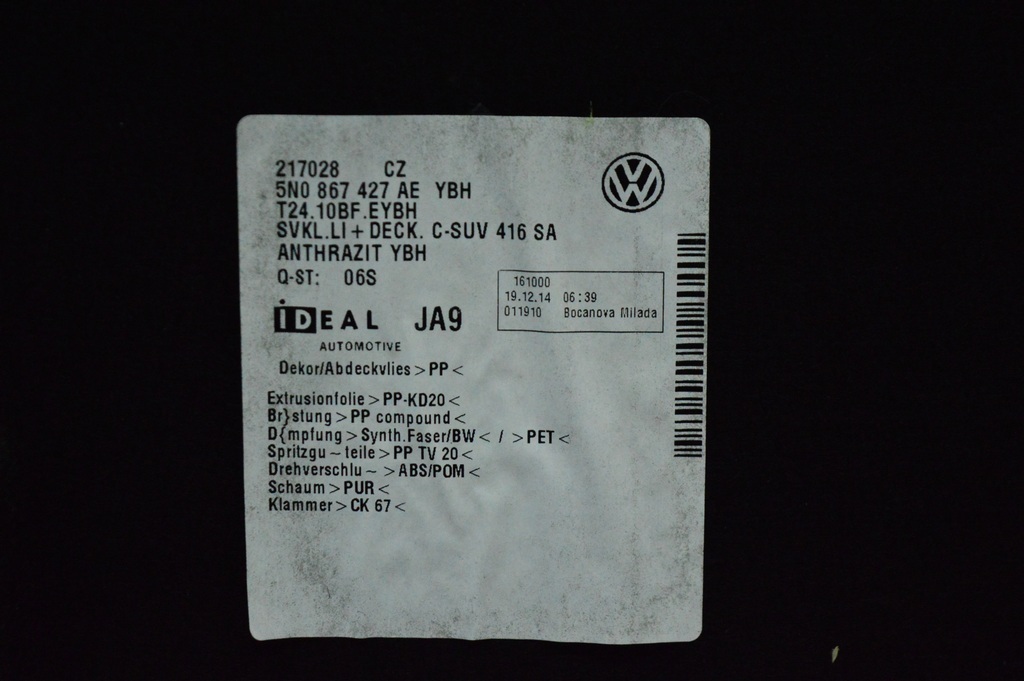 217028 CZ
5N0 867 427 AE YBH
T24.10BF.EYBH
SVKL.LI + DECK. C-SUV 416 SA
ANTHRAZIT YBH
Q-ST: 06S
161000
19.12.14 06:39
011910 Bocanova Milada
iDEAL JA9
AUTOMOTIVE
Dekor/Abdeckvlies > PP <
Extrusionfolie > PP-KD20 <
Br}stung > PP compound <
D{mpfung > Synth.Faser/BW < / > PET <
Spritzgu ~ teile > PP TV 20 <
Drehverschlu ~ > ABS/POM <
Schaum > PUR <
Klammer > CK 67 <